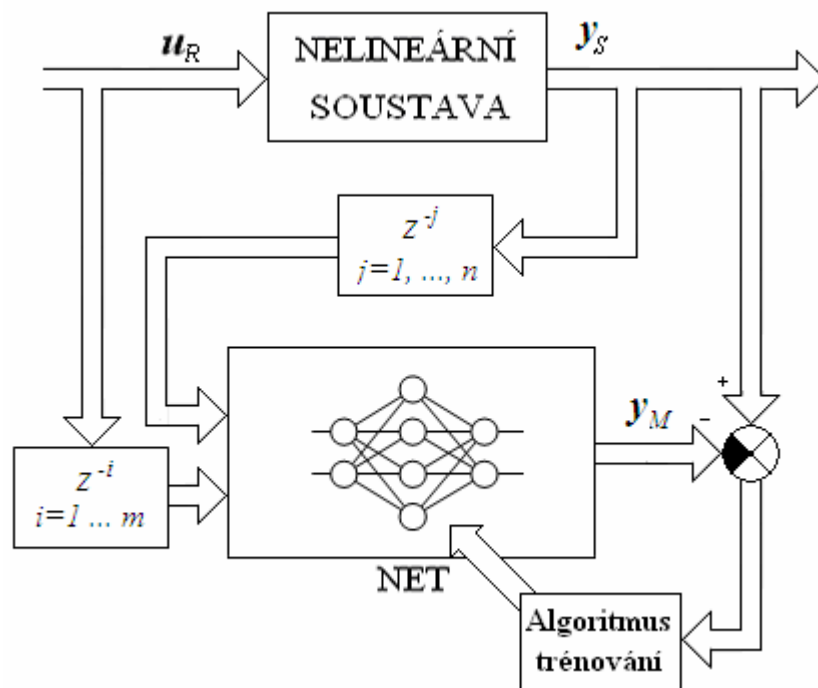 u_R
NELINEÁRNÍ
SOUSTAVA
y_S
z^-j
j=1, ..., n
z^-i
i=1 ... m
NET
y_M
+
-
Algoritmus
trénování